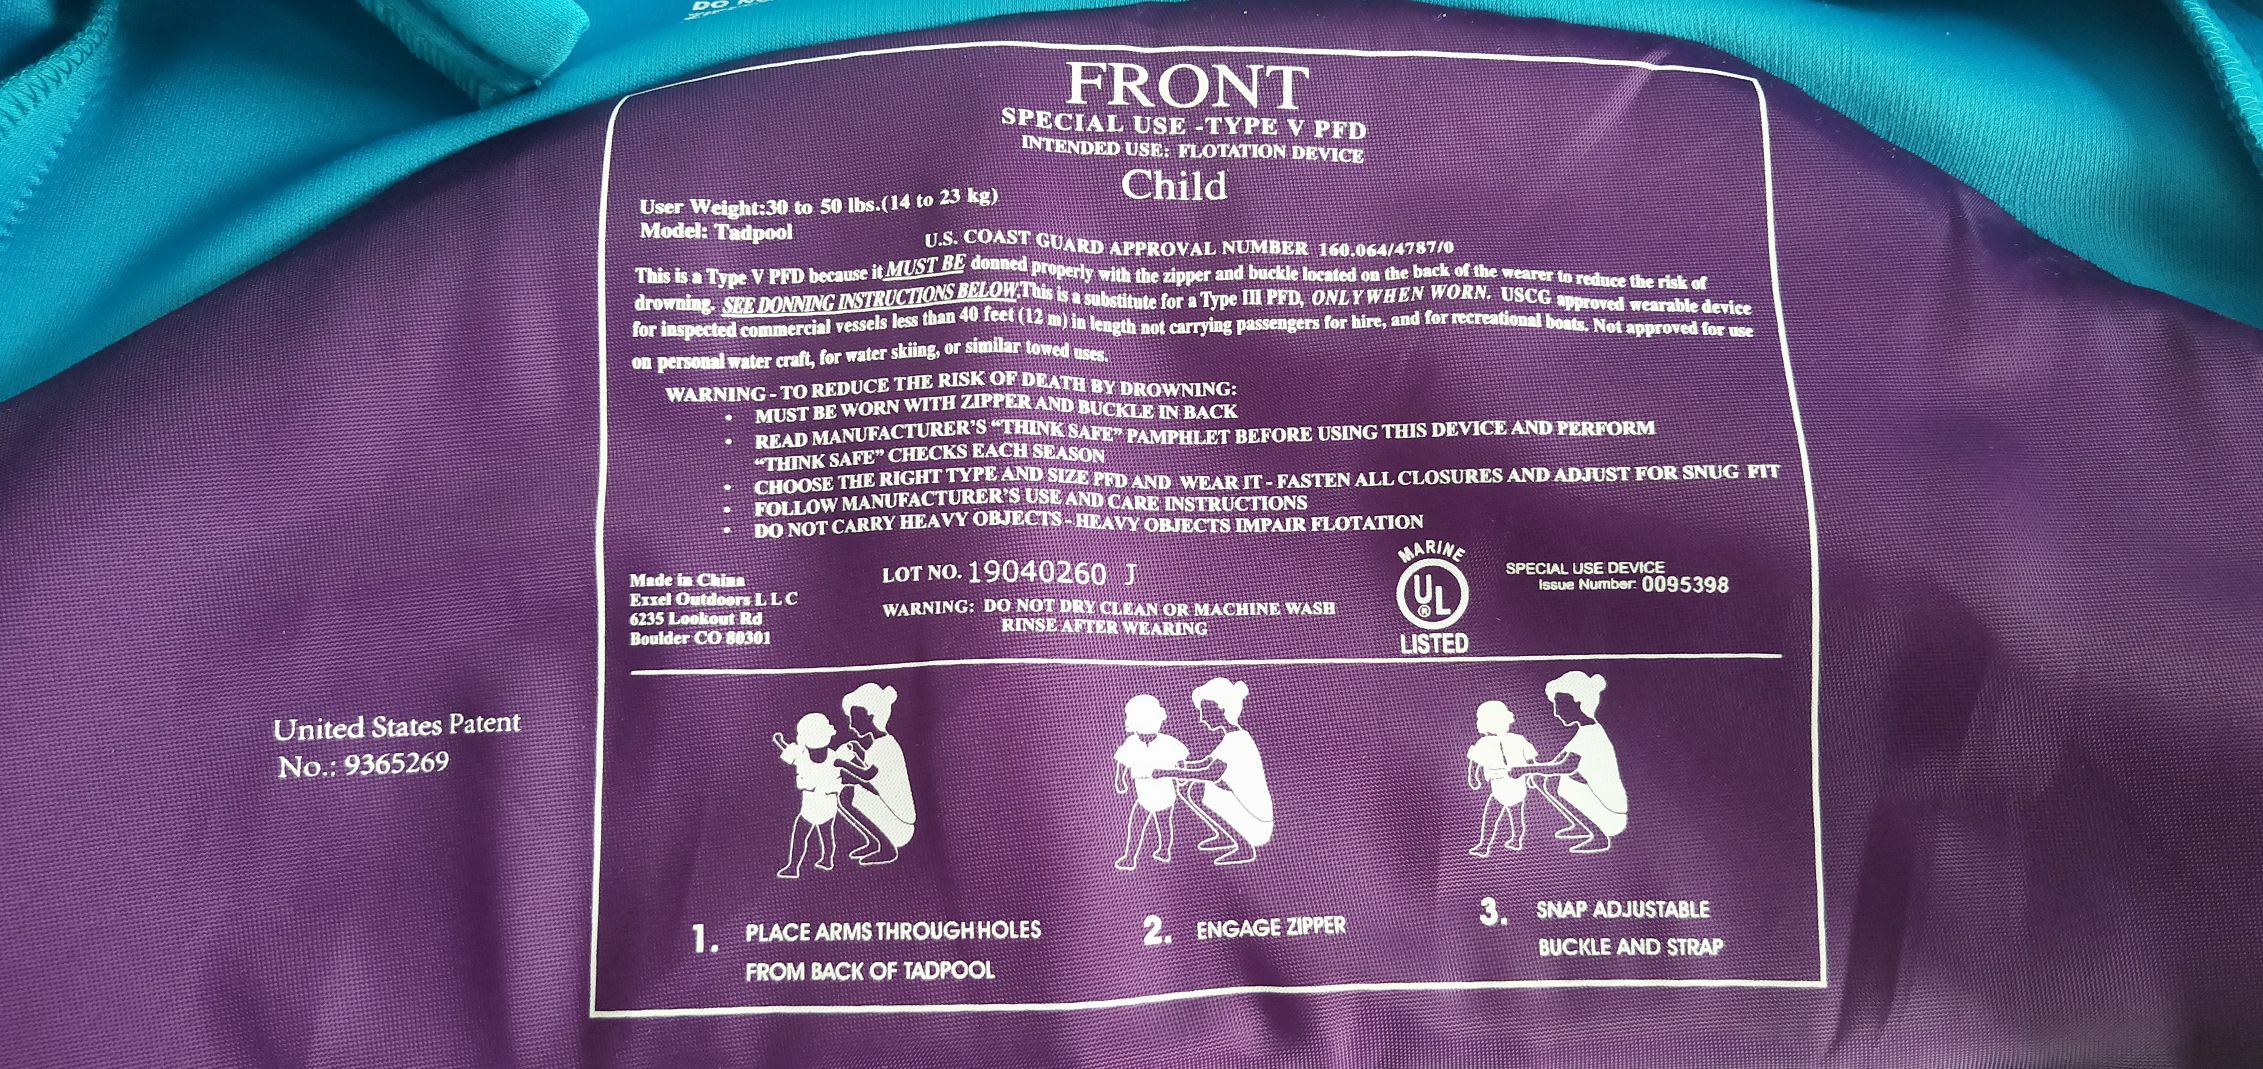 DO NO
FRONT
SPECIAL USE -TYPE V PFD
INTENDED USE: FLOTATION DEVICE
Child
User Weight:30 to 50 lbs.(14 to 23 kg)
Model: Tadpool
U.S. COAST GUARD APPROVAL NUMBER 160.064/4787/0
This is a Type V PFD because it MUST BE donned properly with the zipper and buckle located on the back of the wearer to reduce the risk of
drowning. SEE DONNING INSTRUCTIONS BELOW. This is a substitute for a Type III PFD, ONLY WHEN WORN. USCG approved wearable device
for inspected commercial vessels less than 40 feet (12 m) in length not carrying passengers for hire, and for recreational boats. Not approved for use
on personal water craft, for water skiing, or similar towed uses.
WARNING - TO REDUCE THE RISK OF DEATH BY DROWNING:
• MUST BE WORN WITH ZIPPER AND BUCKLE IN BACK
• READ MANUFACTURER'S "THINK SAFE" PAMPHLET BEFORE USING THIS DEVICE AND PERFORM
"THINK SAFE" CHECKS EACH SEASON
• CHOOSE THE RIGHT TYPE AND SIZE PFD AND WEAR IT - FASTEN ALL CLOSURES AND ADJUST FOR SNUG FIT
• FOLLOW MANUFACTURER'S USE AND CARE INSTRUCTIONS
• DO NOT CARRY HEAVY OBJECTS - HEAVY OBJECTS IMPAIR FLOTATION
Made in China
Exxel Outdoors L L C
6235 Lookout Rd
Boulder CO 80301
LOT NO. 19040260 J
WARNING: DO NOT DRY CLEAN OR MACHINE WASH
RINSE AFTER WEARING
MARINE
UL ®
LISTED
SPECIAL USE DEVICE
Issue Number: 0095398
United States Patent
No.: 9365269
1. PLACE ARMS THROUGH HOLES
FROM BACK OF TADPOOL
2. ENGAGE ZIPPER
3. SNAP ADJUSTABLE
BUCKLE AND STRAP